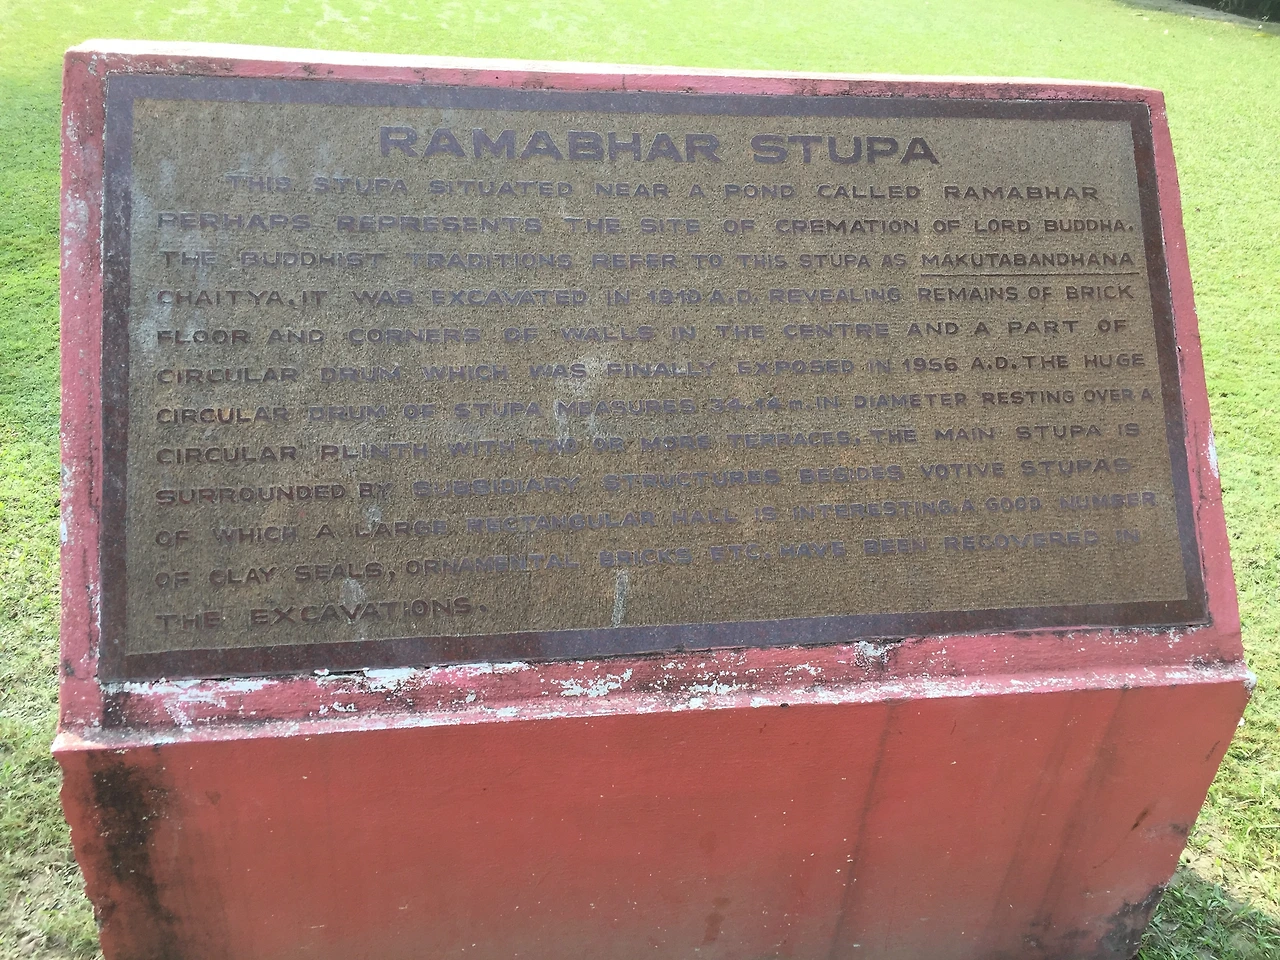 RAMABHAR STUPA
THIS STUPA SITUATED NEAR A POND CALLED RAMABHAR
PERHAPS REPRESENTS THE SITE OF CREMATION OF LORD BUDDHA.
THE BUDDHIST TRADITIONS REFER TO THIS STUPA AS MAKUTABANDHANA
CHAITYA. IT WAS EXCAVATED IN 1910 A.D. REVEALING REMAINS OF BRICK
FLOOR AND CORNERS OF WALLS IN THE CENTRE AND A PART OF
CIRCULAR DRUM WHICH WAS FINALLY EXPOSED IN 1956 A.D. THE HUGE
CIRCULAR DRUM OF STUPA MEASURES 34.14 m. IN DIAMETER RESTING OVER A
CIRCULAR PLINTH WITH TWO OR MORE TERRACES. THE MAIN STUPA IS
SURROUNDED BY SUBSIDIARY STRUCTURES BESIDES VOTIVE STUPAS
OF WHICH A LARGE RECTANGULAR HALL IS INTERESTING. A GOOD NUMBER
OF CLAY SEALS, ORNAMENTAL BRICKS ETC. HAVE BEEN RECOVERED IN
THE EXCAVATIONS.